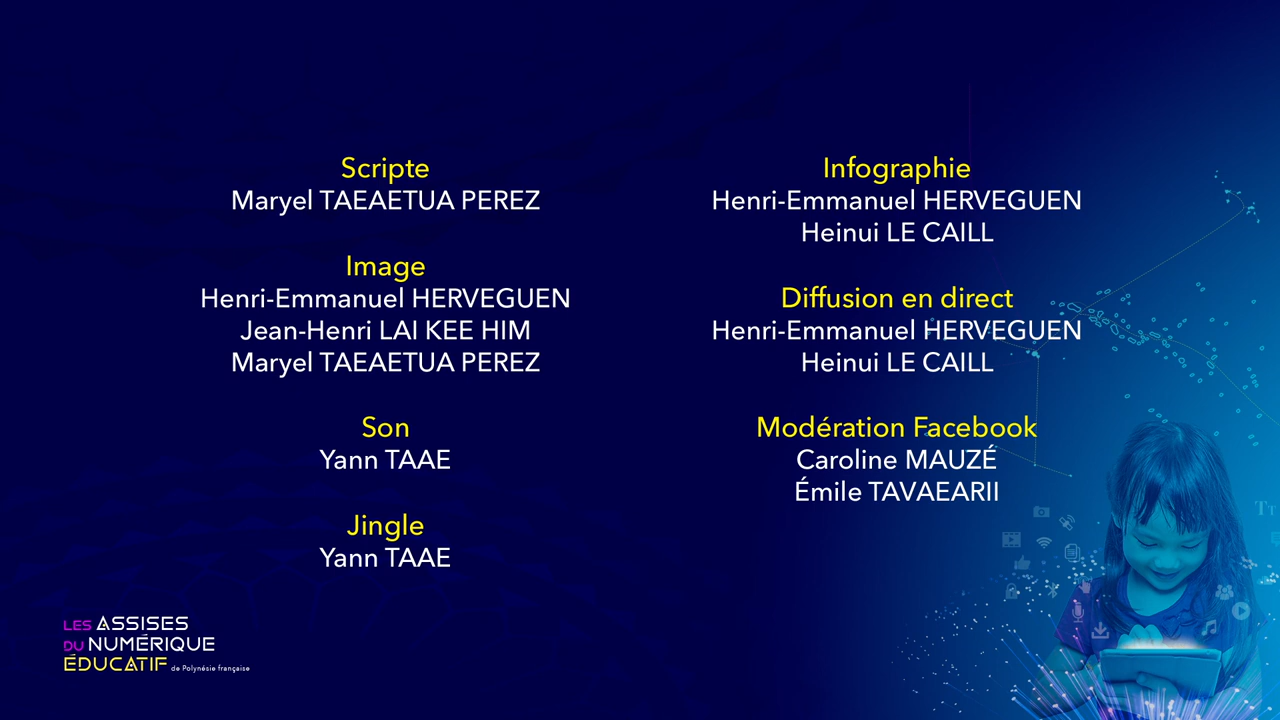 Scripte
Maryel TAEAETUA PEREZ
Image
Henri-Emmanuel HERVEGUEN
Jean-Henri LAI KEE HIM
Maryel TAEAETUA PEREZ
Son
Yann TAAE
Jingle
Yann TAAE
Infographie
Henri-Emmanuel HERVEGUEN
Heinui LE CAILL
Diffusion en direct
Henri-Emmanuel HERVEGUEN
Heinui LE CAILL
Modération Facebook
Caroline MAUZÉ
Émile TAVAEARII
LES ASSISES
DU NUMÉRIQUE
ÉDUCATIF de Polynésie française